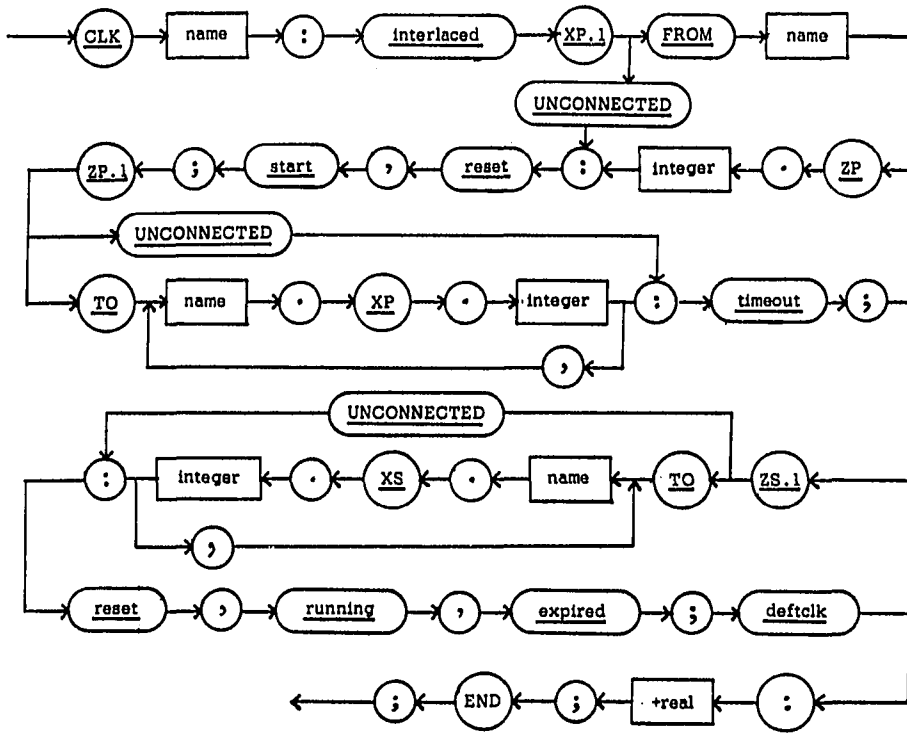 CLK name : interlaced XP.1 FROM name
UNCONNECTED
ZP.1 ; start , reset : integer . ZP
UNCONNECTED
TO name . XP . integer : timeout ;
,
UNCONNECTED
: integer . XS . name TO ZS.1
,
reset , running , expired ; deftclk
; END ; +real :